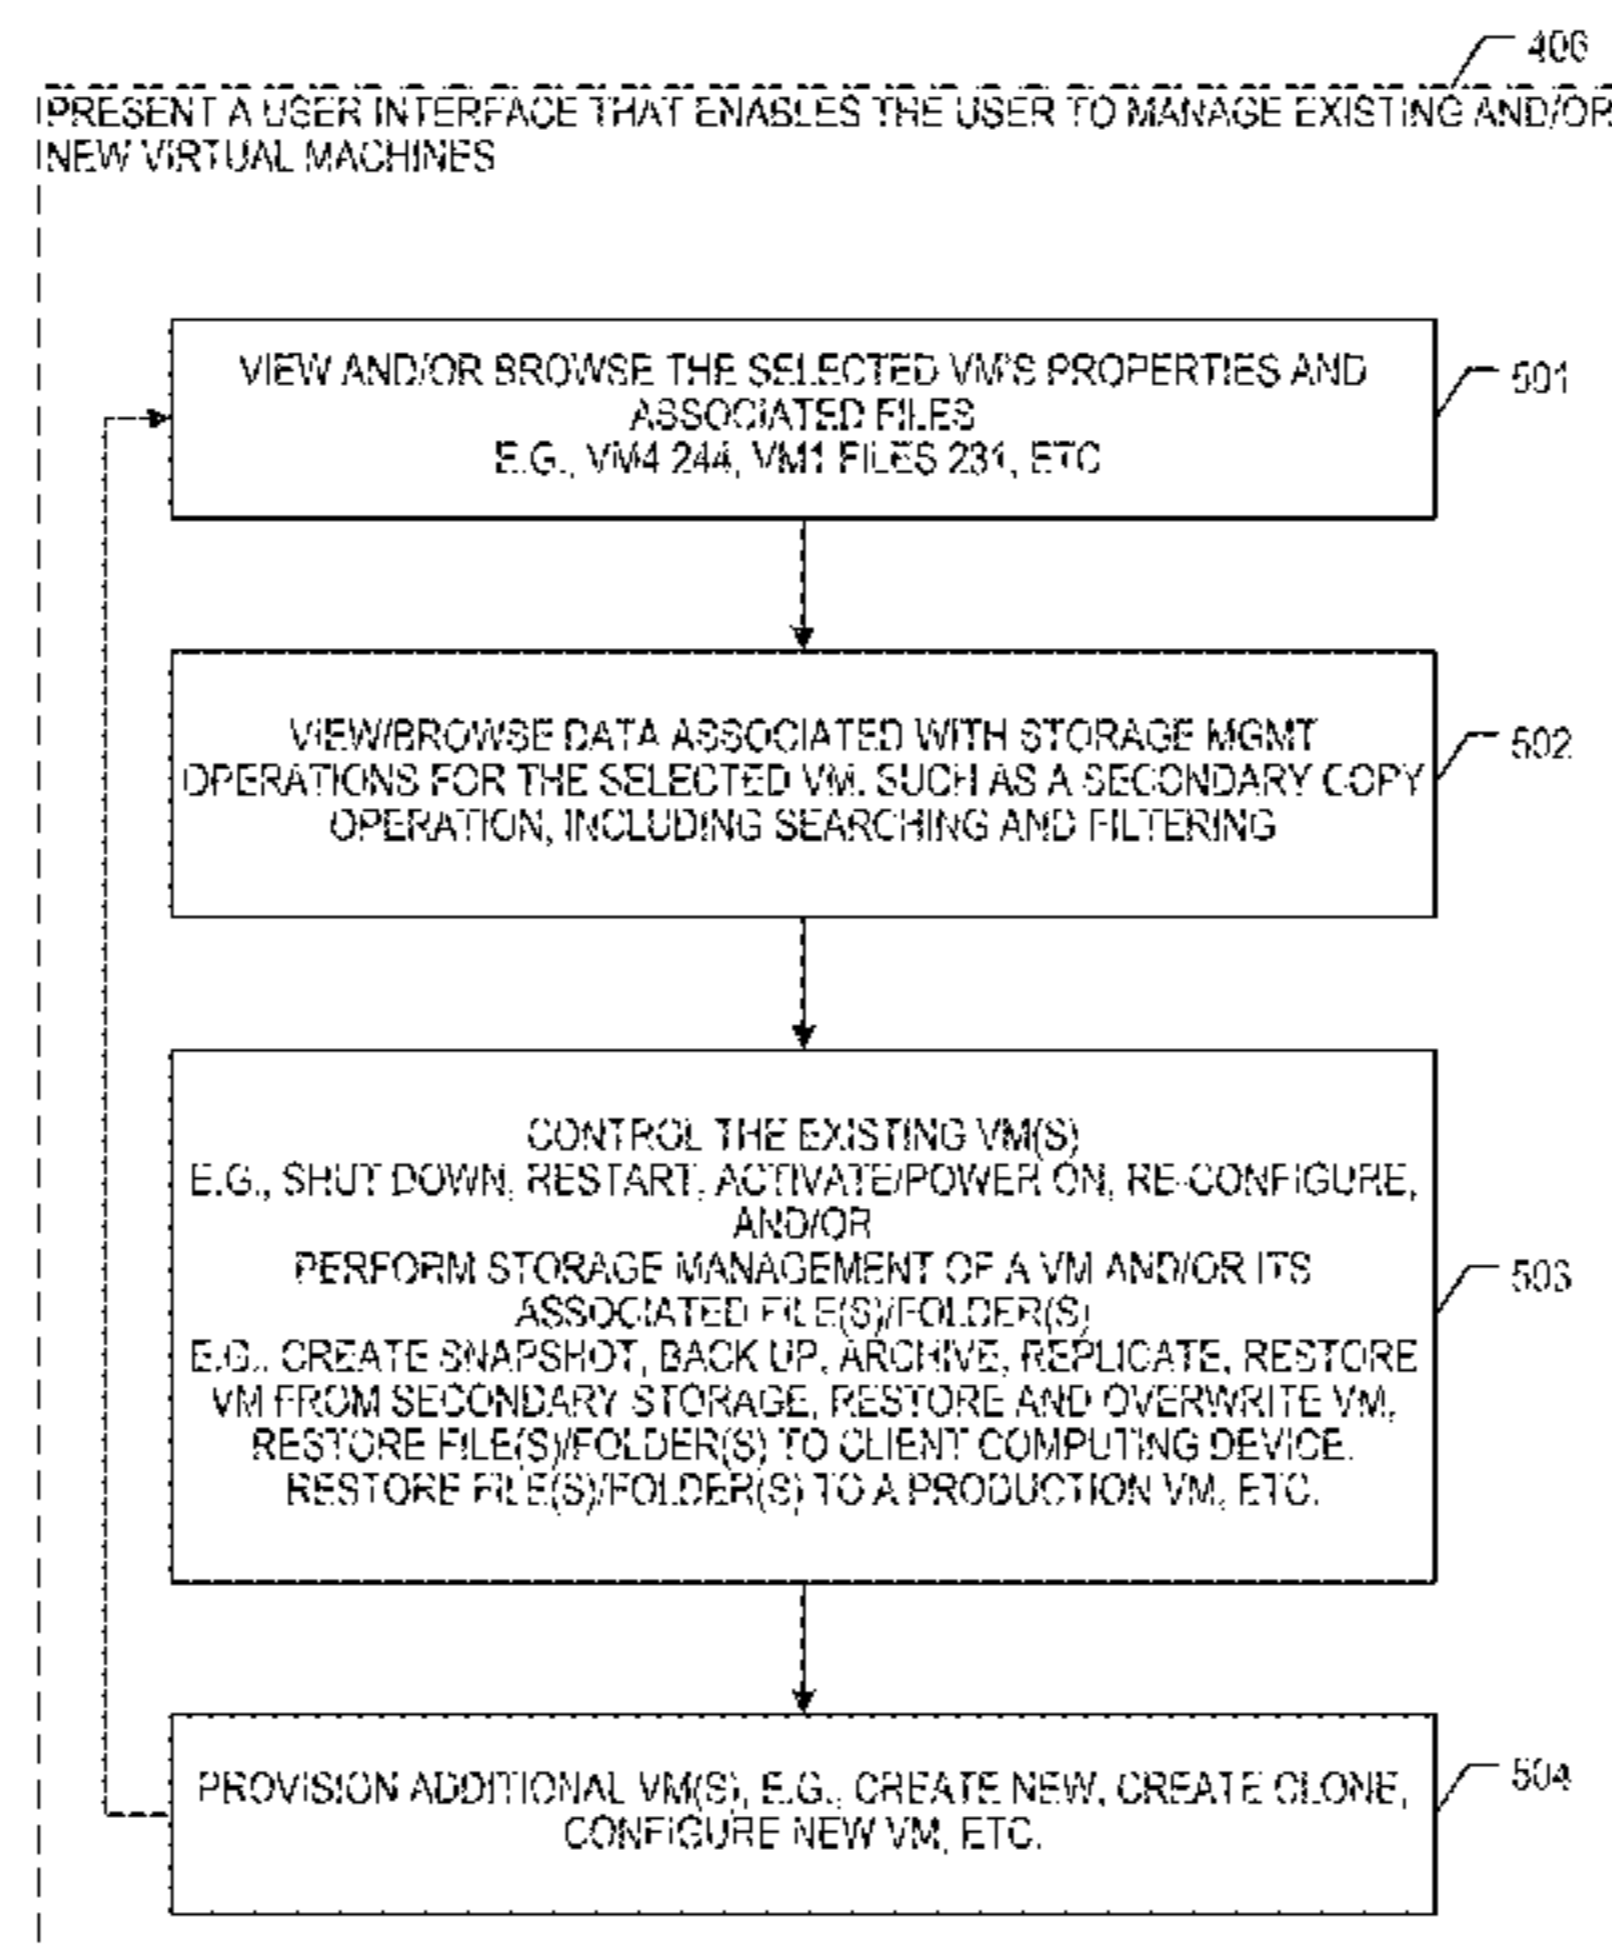 406
PRESENT A USER INTERFACE THAT ENABLES THE USER TO MANAGE EXISTING AND/OR
NEW VIRTUAL MACHINES
VIEW AND/OR BROWSE THE SELECTED VM'S PROPERTIES AND
ASSOCIATED FILES
E.G., VM4 244, VM1 FILES 231, ETC
501
VIEW/BROWSE DATA ASSOCIATED WITH STORAGE MGMT
OPERATIONS FOR THE SELECTED VM, SUCH AS A SECONDARY COPY
OPERATION, INCLUDING SEARCHING AND FILTERING
502
CONTROL THE EXISTING VM(S)
E.G., SHUT DOWN, RESTART, ACTIVATE/POWER ON, RE-CONFIGURE,
AND/OR
PERFORM STORAGE MANAGEMENT OF A VM AND/OR ITS
ASSOCIATED FILE(S)/FOLDER(S)
E.G., CREATE SNAPSHOT, BACK UP, ARCHIVE, REPLICATE, RESTORE
VM FROM SECONDARY STORAGE, RESTORE AND OVERWRITE VM,
RESTORE FILE(S)/FOLDER(S) TO CLIENT COMPUTING DEVICE,
RESTORE FILE(S)/FOLDER(S) TO A PRODUCTION VM, ETC.
503
PROVISION ADDITIONAL VM(S), E.G., CREATE NEW, CREATE CLONE,
CONFIGURE NEW VM, ETC.
504